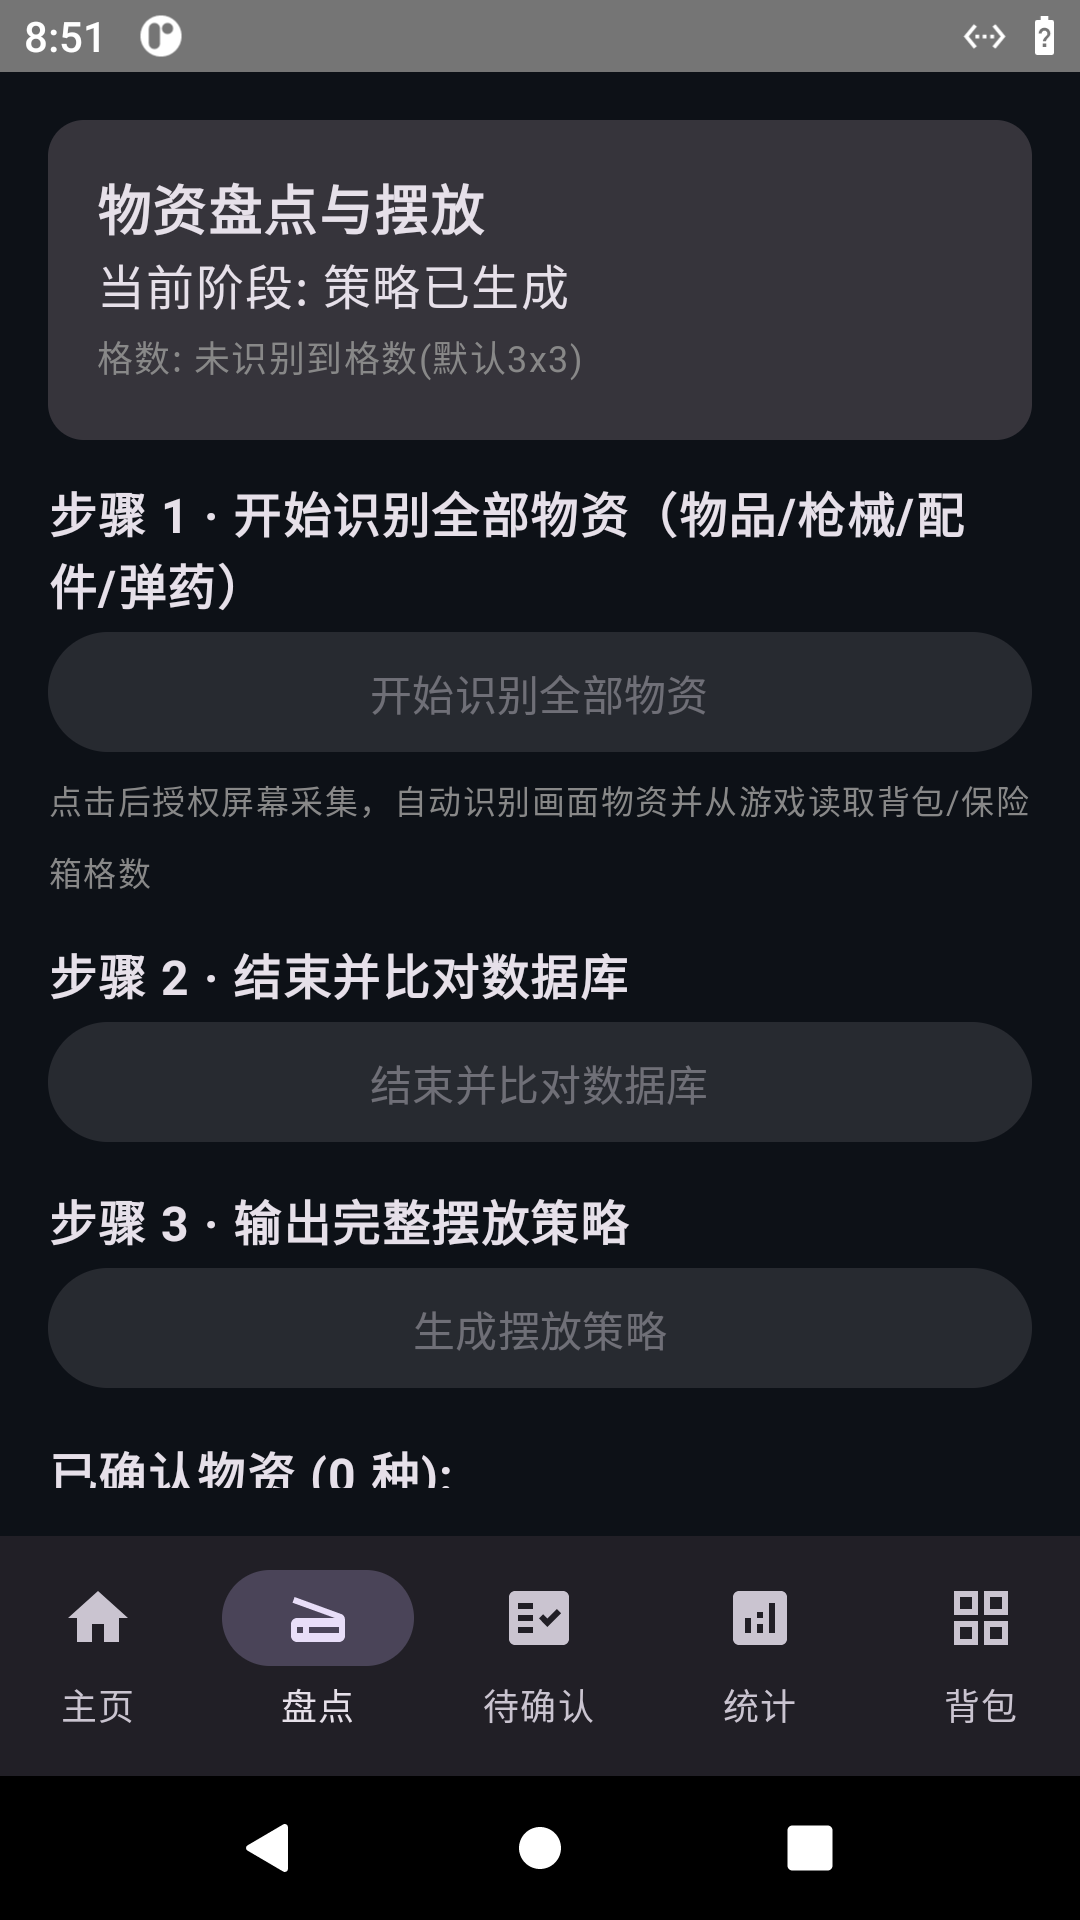 8:51
物资盘点与摆放
当前阶段: 策略已生成
格数: 未识别到格数(默认3x3)
步骤 1 · 开始识别全部物资（物品/枪械/配
件/弹药）
开始识别全部物资
点击后授权屏幕采集，自动识别画面物资并从游戏读取背包/保险
箱格数
步骤 2 · 结束并比对数据库
结束并比对数据库
步骤 3 · 输出完整摆放策略
生成摆放策略
已确认物资 (0 种):
主页
盘点
待确认
统计
背包